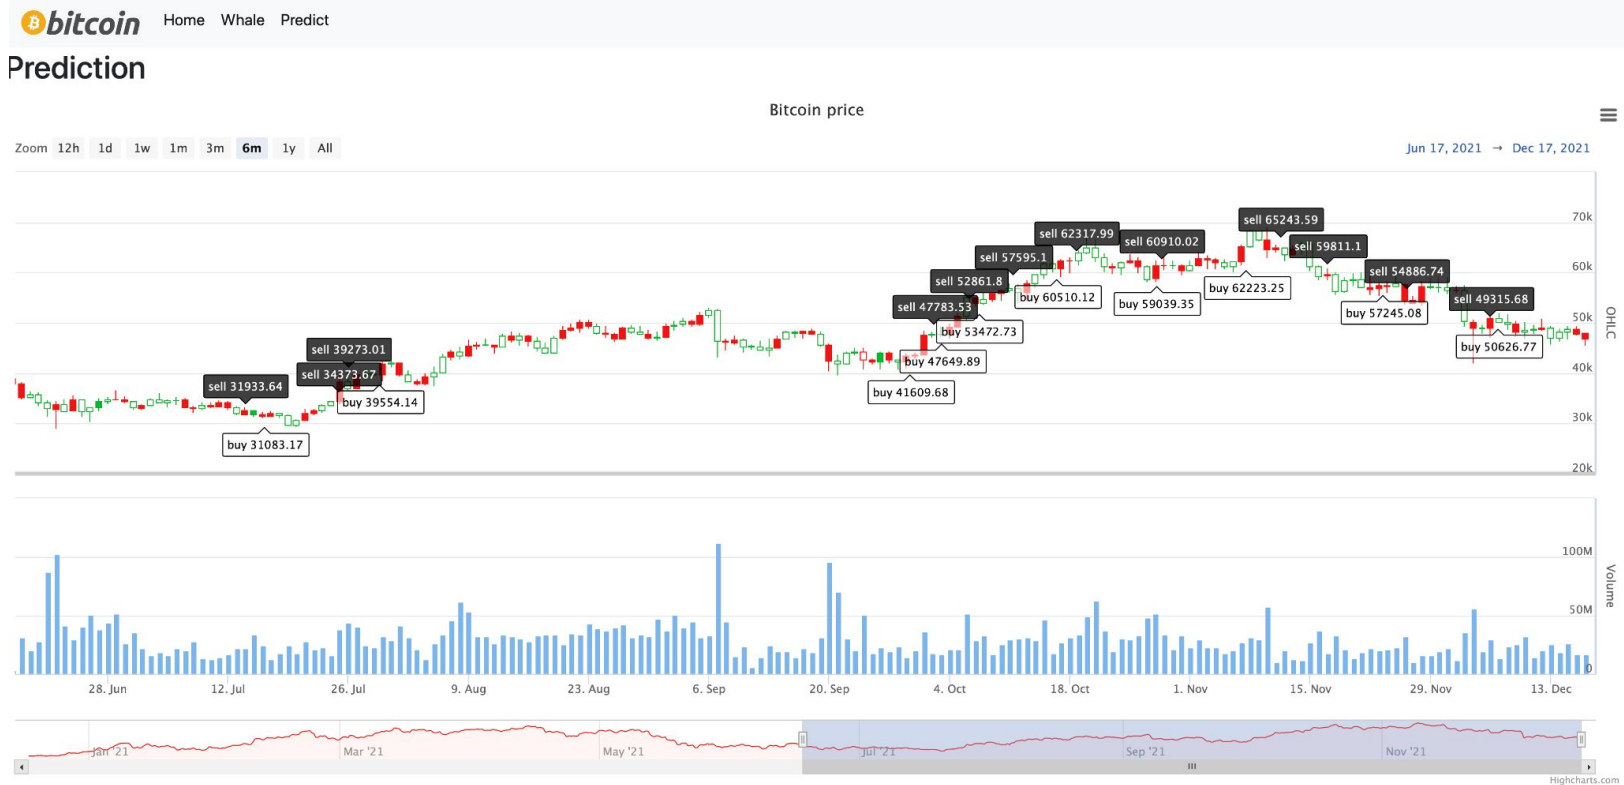 bitcoin Home Whale Predict
Prediction
Bitcoin price
Zoom 12h 1d 1w 1m 3m 6m 1y All
Jun 17, 2021 → Dec 17, 2021
70k
60k
50k
40k
30k
20k
OHLC
sell 31933.64
buy 31083.17
sell 34373.67
sell 39273.01
buy 39554.14
buy 41609.68
sell 47783.53
buy 47649.89
sell 52861.8
buy 53472.73
sell 57595.1
buy 60510.12
sell 62317.99
buy 59039.35
sell 60910.02
buy 62223.25
sell 65243.59
sell 59811.1
buy 57245.08
sell 54886.74
sell 49315.68
buy 50626.77
100M
50M
0
Volume
28. Jun 12. Jul 26. Jul 9. Aug 23. Aug 6. Sep 20. Sep 4. Oct 18. Oct 1. Nov 15. Nov 29. Nov 13. Dec
Jan '21 Mar '21 May '21 Jul '21 Sep '21 Nov '21
Highcharts.com